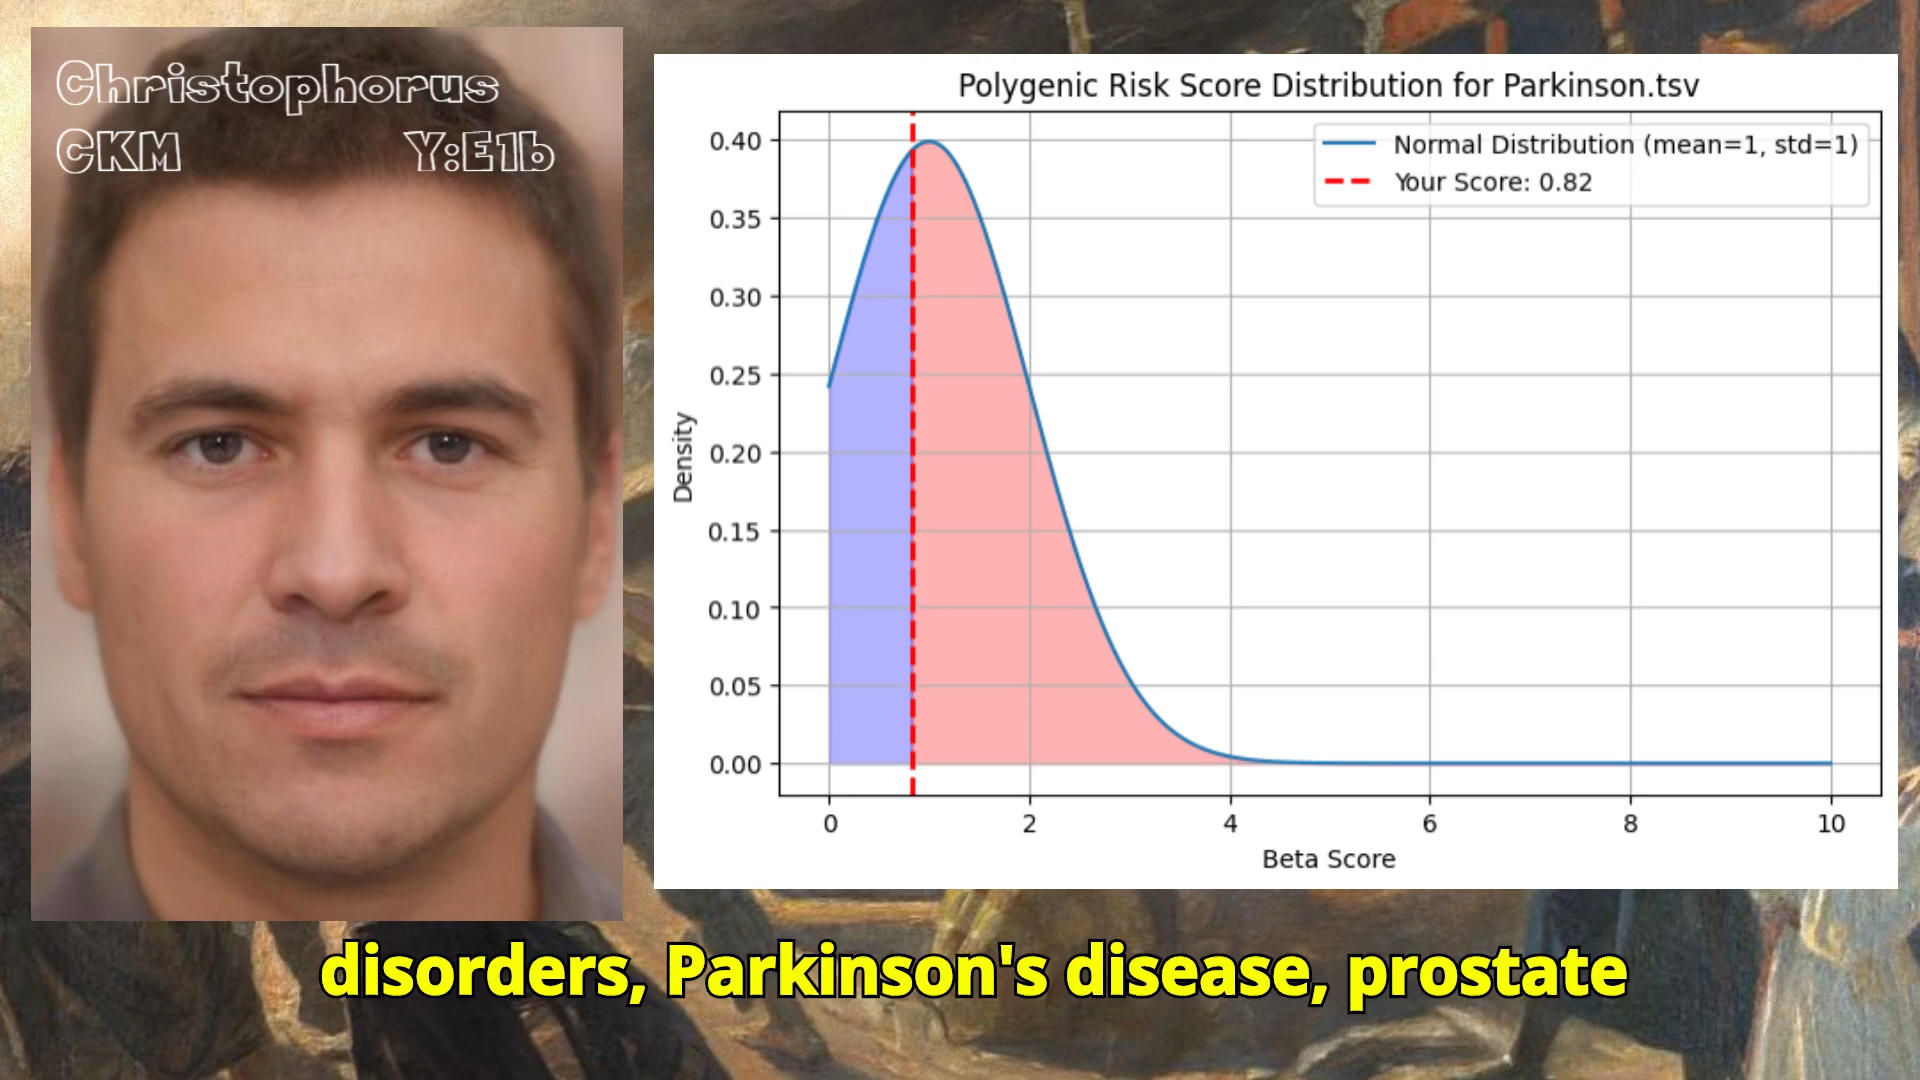 Christophorus
CKM Y:E1b
Polygenic Risk Score Distribution for Parkinson.tsv
Normal Distribution (mean=1, std=1)
Your Score: 0.82
0.40
0.35
0.30
0.25
0.20
0.15
0.10
0.05
0.00
Density
0 2 4 6 8 10
Beta Score
disorders, Parkinson's disease, prostate